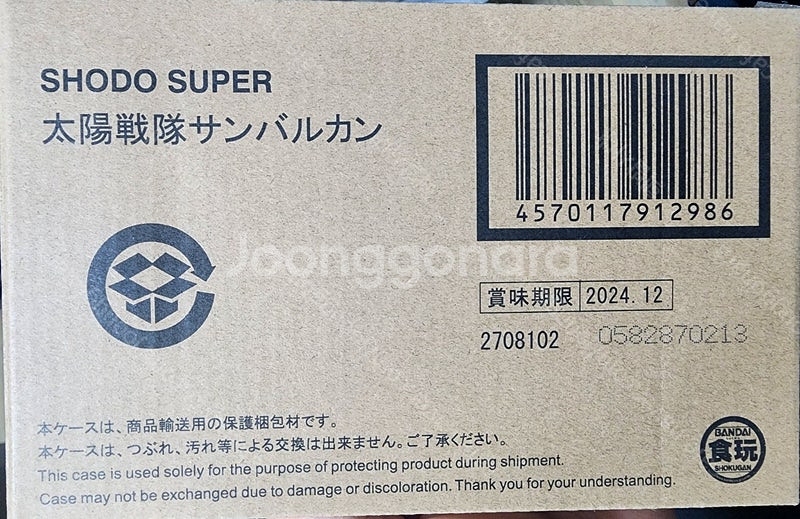 SHODO SUPER
太陽戦隊サンバルカン
4570117912986
Joonggonara
賞味期限 2024.12
2708102 0582870213
本ケースは、商品輸送用の保護梱包材です。
本ケースは、つぶれ、汚れ等による交換は出来ません。ご了承ください。
This case is used solely for the purpose of protecting product during shipment.
Case may not be exchanged due to damage or discoloration. Thank you for your understanding.
BANDAI
食玩
SHOKUGAN